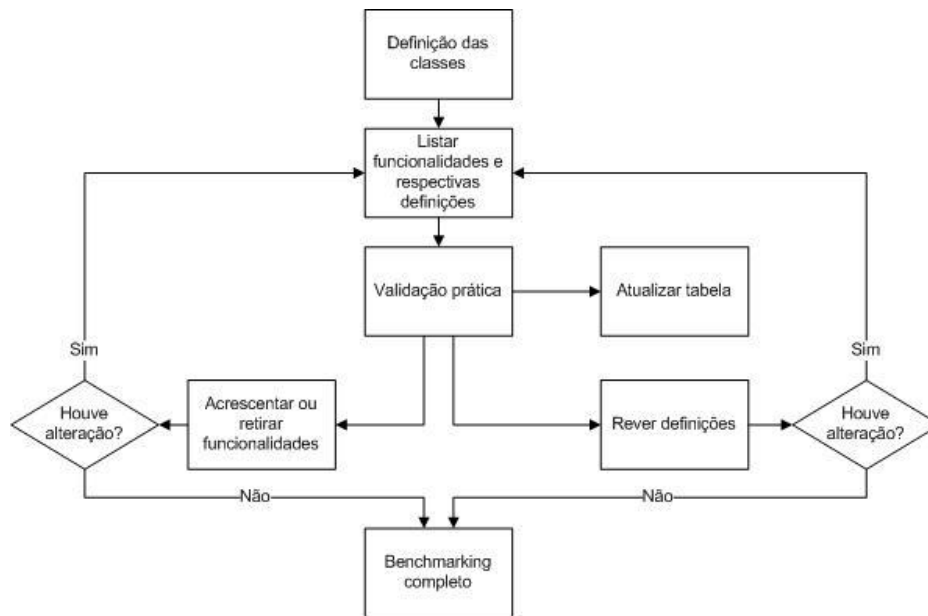 Definição das
classes
Listar
funcionalidades e
respectivas
definições
Validação prática
Atualizar tabela
Sim
Sim
Houve
alteração?
Acrescentar ou
retirar
funcionalidades
Rever definições
Houve
alteração?
Não
Não
Benchmarking
completo